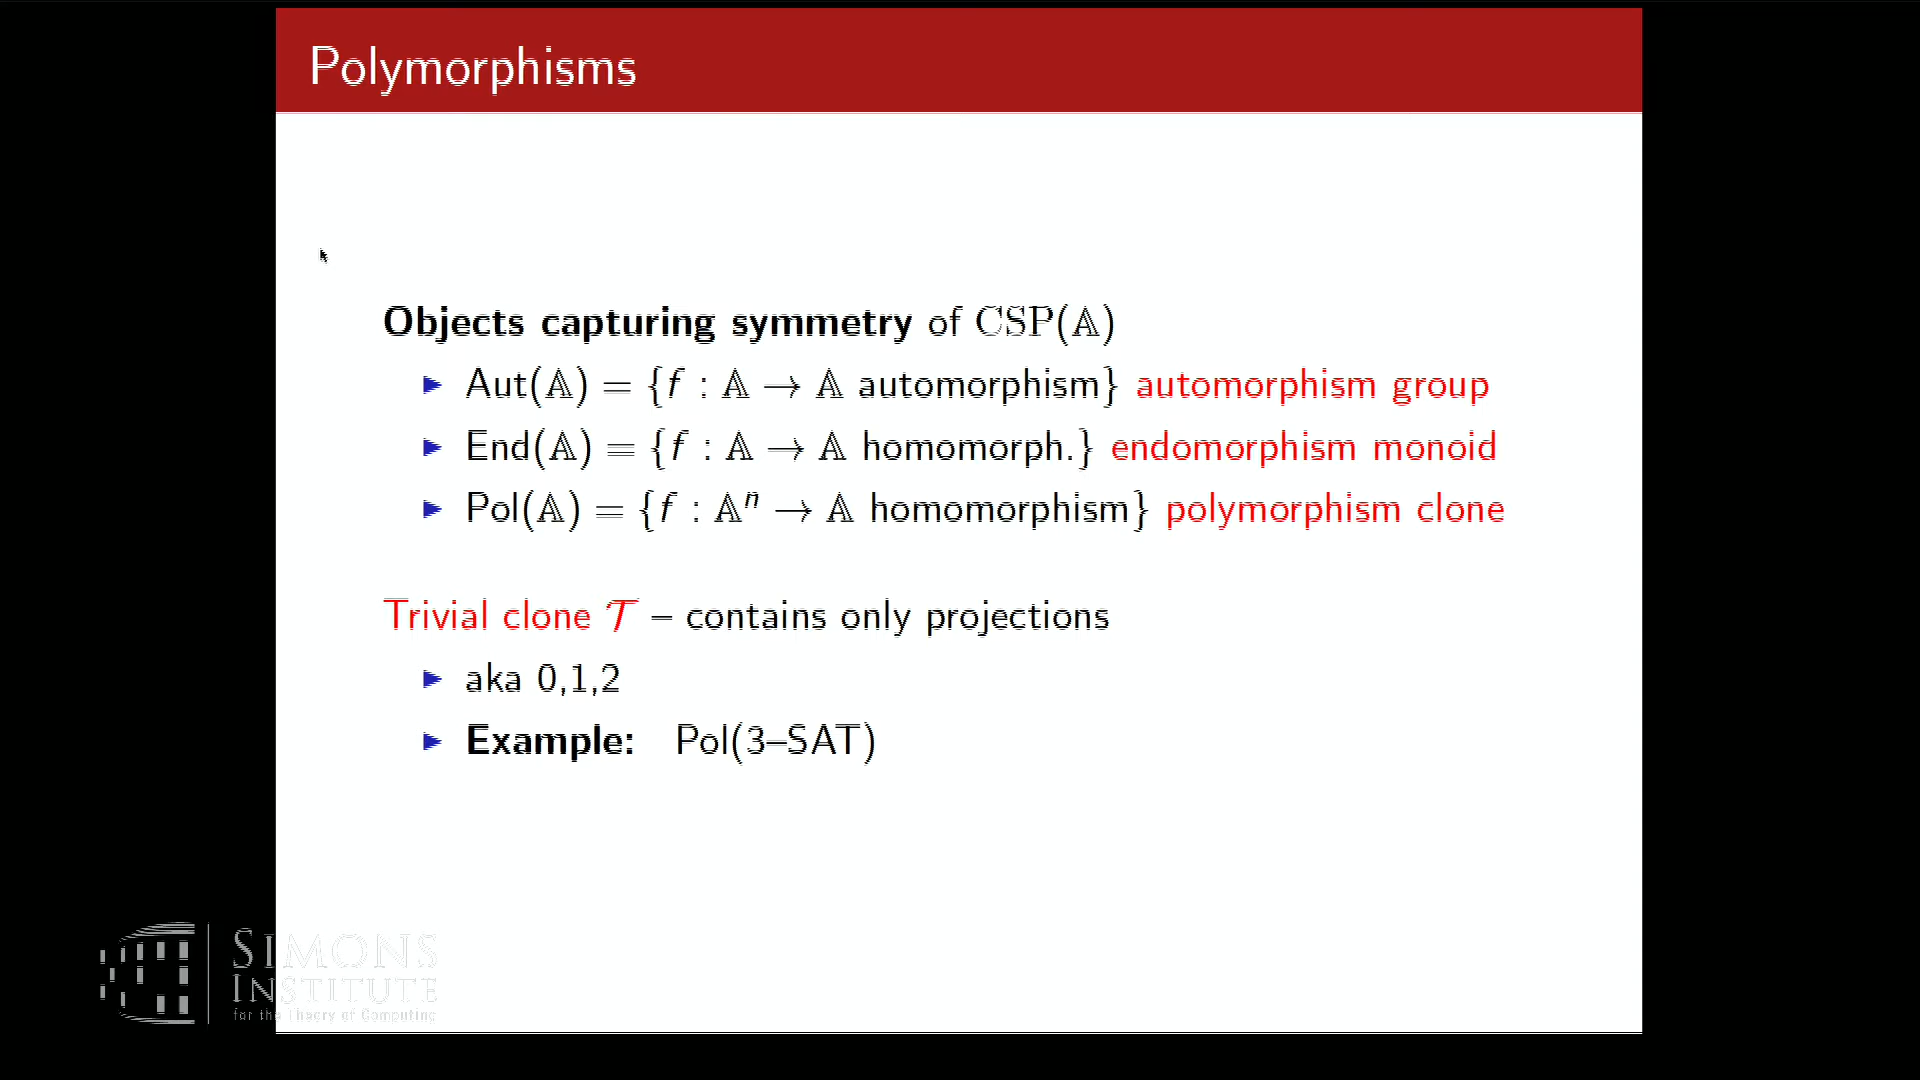 Polymorphisms
Objects capturing symmetry of CSP(𝔸)
▶ Aut(𝔸) = {f : 𝔸 → 𝔸 automorphism} automorphism group
▶ End(𝔸) = {f : 𝔸 → 𝔸 homomorph.} endomorphism monoid
▶ Pol(𝔸) = {f : 𝔸ⁿ → 𝔸 homomorphism} polymorphism clone
Trivial clone 𝒯 – contains only projections
▶ aka 0,1,2
▶ Example: Pol(3–SAT)
SIMONS
INSTITUTE
for the Theory of Computing